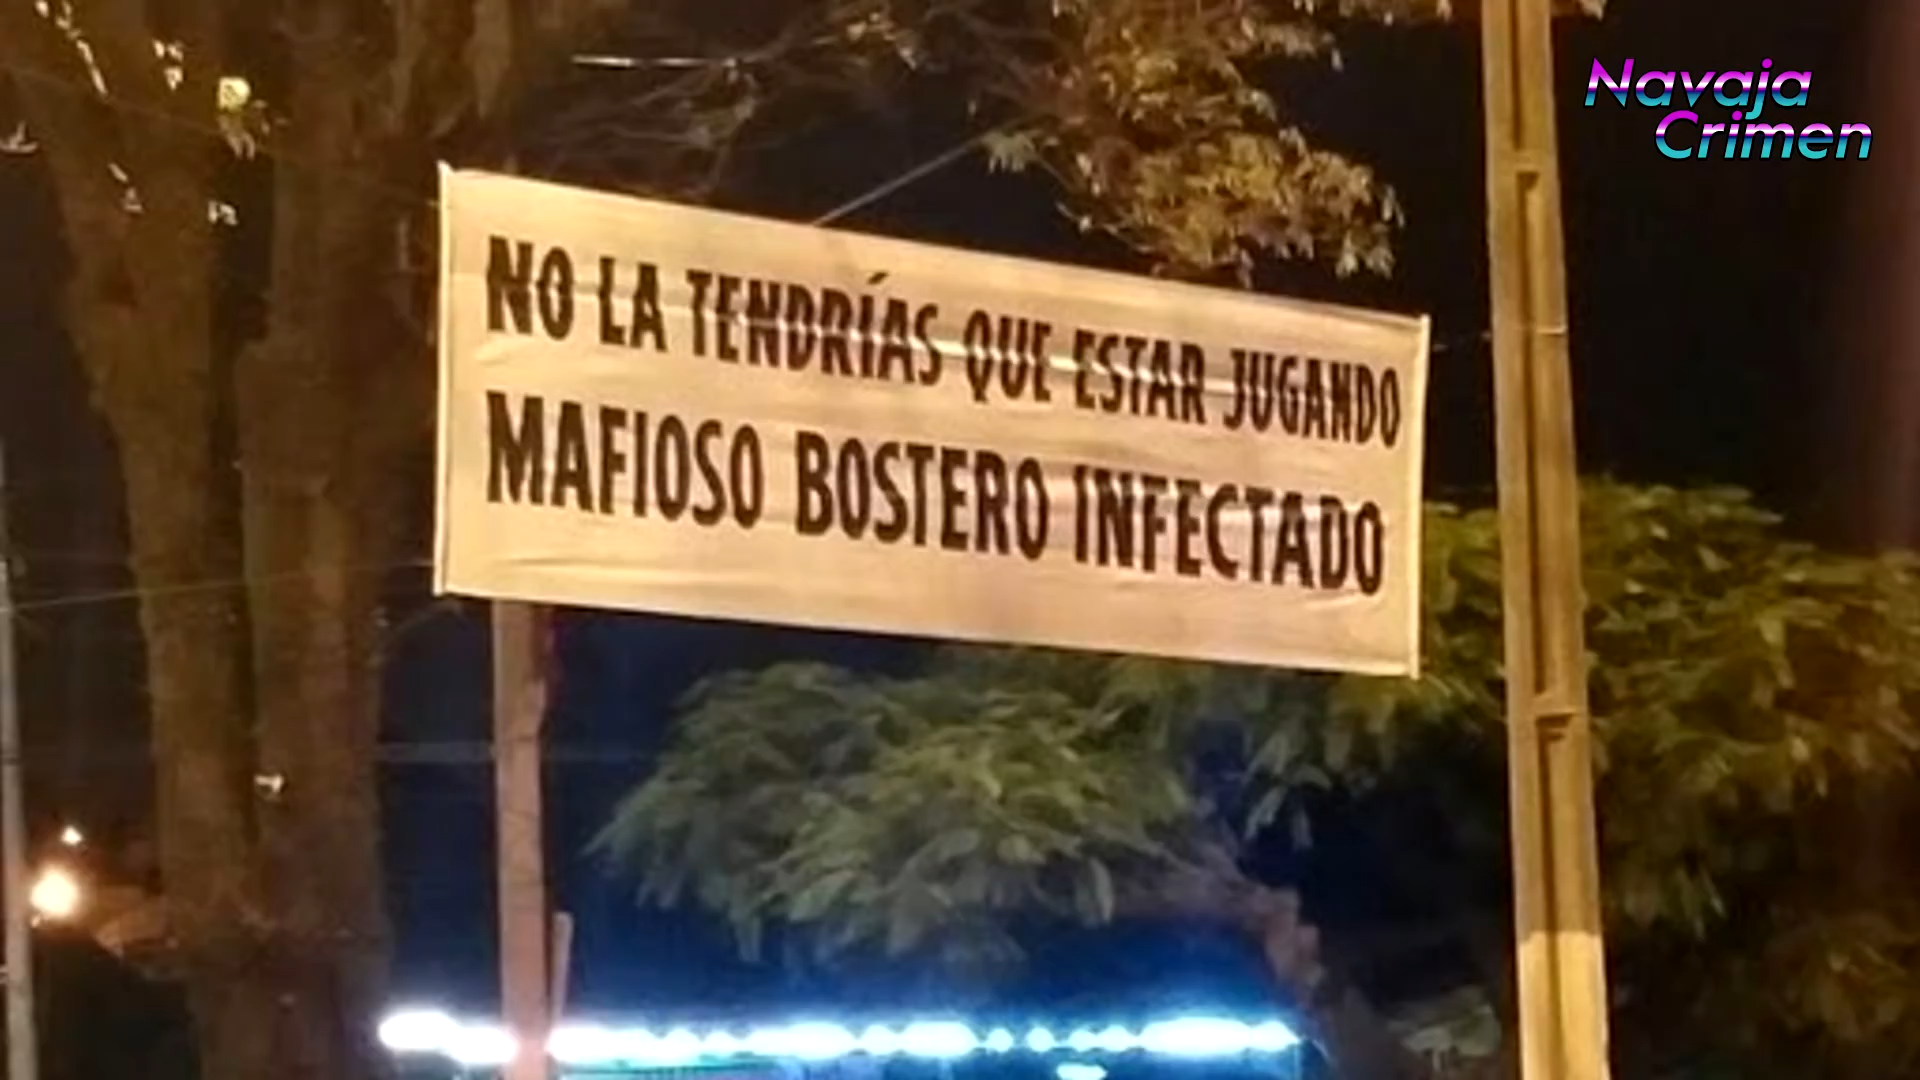 Navaja
Crimen
NO LA TENDRÍAS QUE ESTAR JUGANDO
MAFIOSO BOSTERO INFECTADO